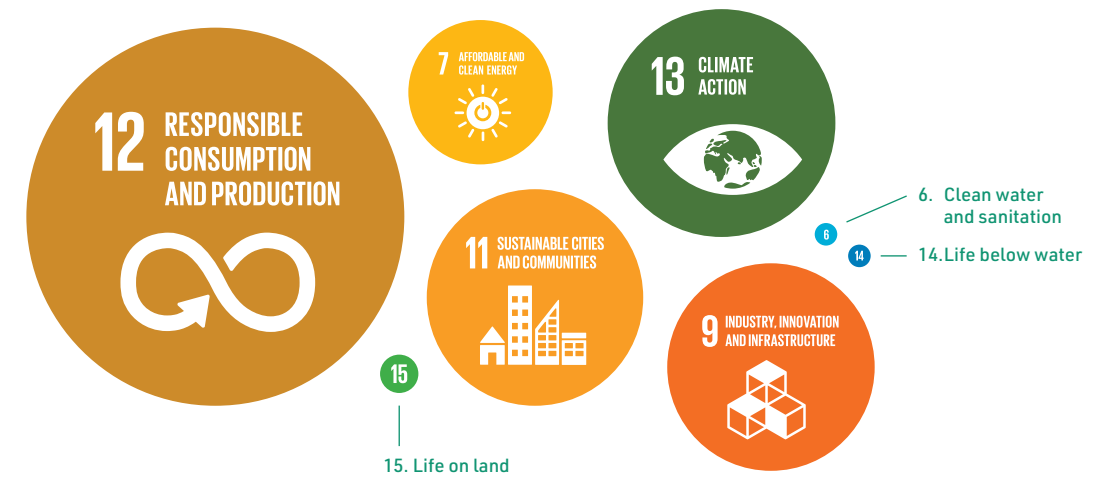 12 RESPONSIBLE
CONSUMPTION
AND PRODUCTION
7 AFFORDABLE AND
CLEAN ENERGY
13 CLIMATE
ACTION
11 SUSTAINABLE CITIES
AND COMMUNITIES
6
6. Clean water
and sanitation
14
14.Life below water
9 INDUSTRY, INNOVATION
AND INFRASTRUCTURE
15
15. Life on land